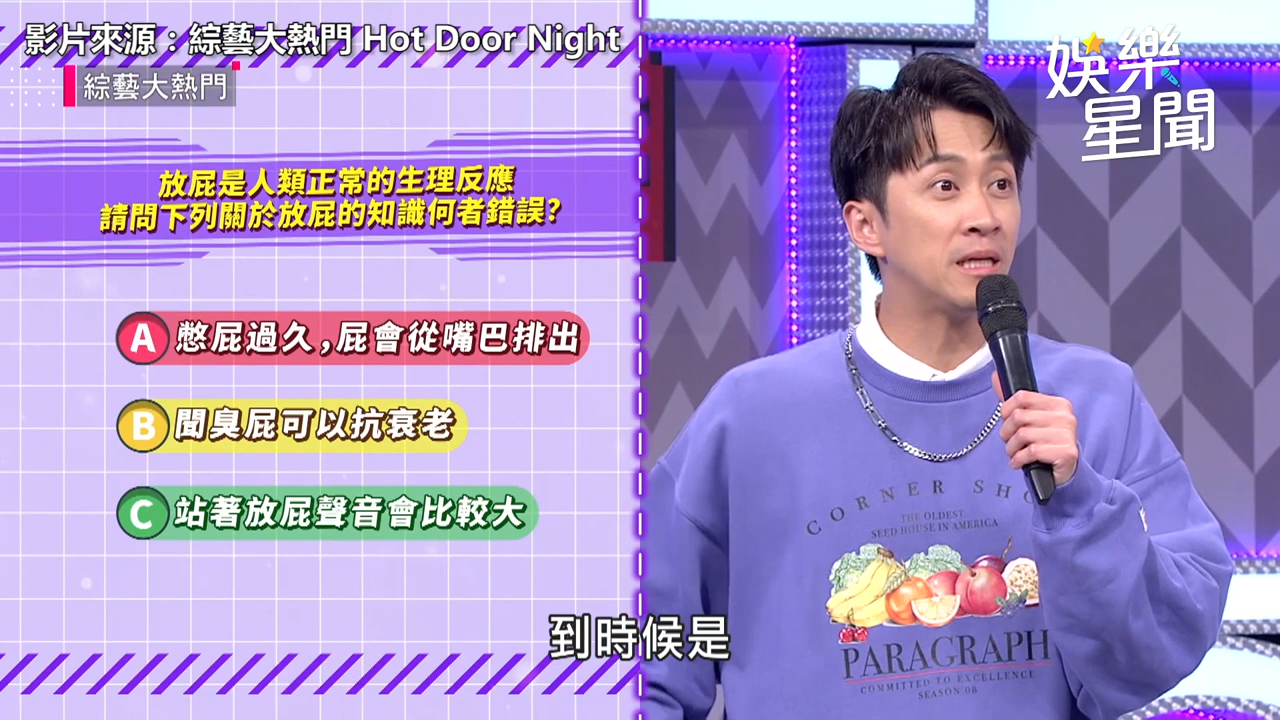 影片來源：綜藝大熱門 Hot Door Night
綜藝大熱門
娛樂
星聞
放屁是人類正常的生理反應
請問下列關於放屁的知識何者錯誤?
A 憋屁過久,屁會從嘴巴排出
B 聞臭屁可以抗衰老
C 站著放屁聲音會比較大
CORNER SHO
THE OLDEST
SEED HOUSE IN AMERICA
PARAGRAPH
COMMITTED TO EXCELLENCE
SEASON 08
到時候是